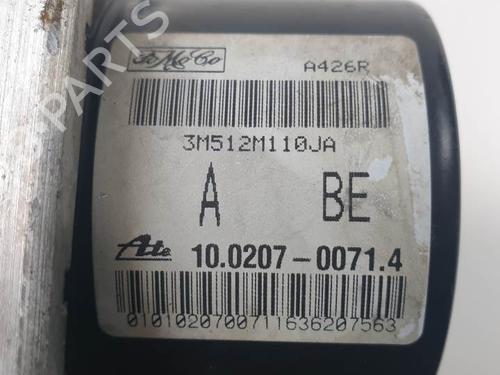 FoMoCo A426R
3M512M110JA
A BE
Ate 10.0207-0071.4
0101020700711636207563
B-PARTS